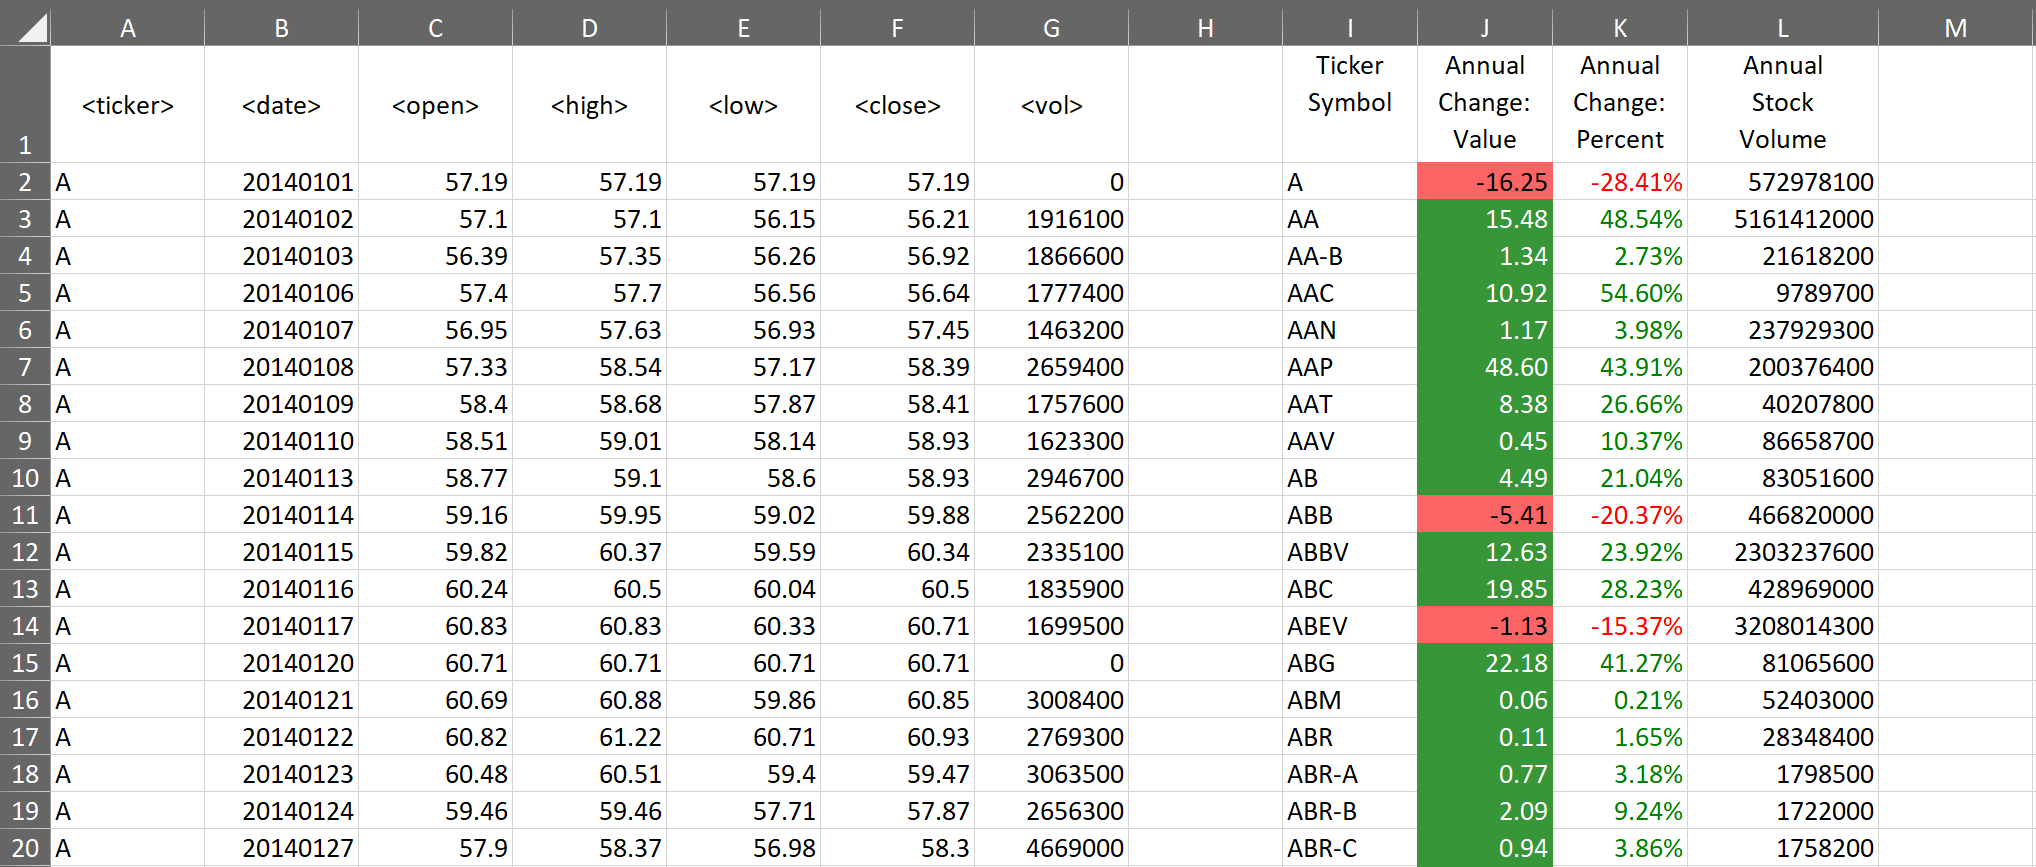 A B C D E F G H I J K L M
1 <ticker> <date> <open> <high> <low> <close> <vol> Ticker Symbol Annual Change: Value Annual Change: Percent Annual Stock Volume
2 A 20140101 57.19 57.19 57.19 57.19 0 A -16.25 -28.41% 572978100
3 A 20140102 57.1 57.1 56.15 56.21 1916100 AA 15.48 48.54% 5161412000
4 A 20140103 56.39 57.35 56.26 56.92 1866600 AA-B 1.34 2.73% 21618200
5 A 20140106 57.4 57.7 56.56 56.64 1777400 AAC 10.92 54.60% 9789700
6 A 20140107 56.95 57.63 56.93 57.45 1463200 AAN 1.17 3.98% 237929300
7 A 20140108 57.33 58.54 57.17 58.39 2659400 AAP 48.60 43.91% 200376400
8 A 20140109 58.4 58.68 57.87 58.41 1757600 AAT 8.38 26.66% 40207800
9 A 20140110 58.51 59.01 58.14 58.93 1623300 AAV 0.45 10.37% 86658700
10 A 20140113 58.77 59.1 58.6 58.93 2946700 AB 4.49 21.04% 83051600
11 A 20140114 59.16 59.95 59.02 59.88 2562200 ABB -5.41 -20.37% 466820000
12 A 20140115 59.82 60.37 59.59 60.34 2335100 ABBV 12.63 23.92% 2303237600
13 A 20140116 60.24 60.5 60.04 60.5 1835900 ABC 19.85 28.23% 428969000
14 A 20140117 60.83 60.83 60.33 60.71 1699500 ABEV -1.13 -15.37% 3208014300
15 A 20140120 60.71 60.71 60.71 60.71 0 ABG 22.18 41.27% 81065600
16 A 20140121 60.69 60.88 59.86 60.85 3008400 ABM 0.06 0.21% 52403000
17 A 20140122 60.82 61.22 60.71 60.93 2769300 ABR 0.11 1.65% 28348400
18 A 20140123 60.48 60.51 59.4 59.47 3063500 ABR-A 0.77 3.18% 1798500
19 A 20140124 59.46 59.46 57.71 57.87 2656300 ABR-B 2.09 9.24% 1722000
20 A 20140127 57.9 58.37 56.98 58.3 4669000 ABR-C 0.94 3.86% 1758200